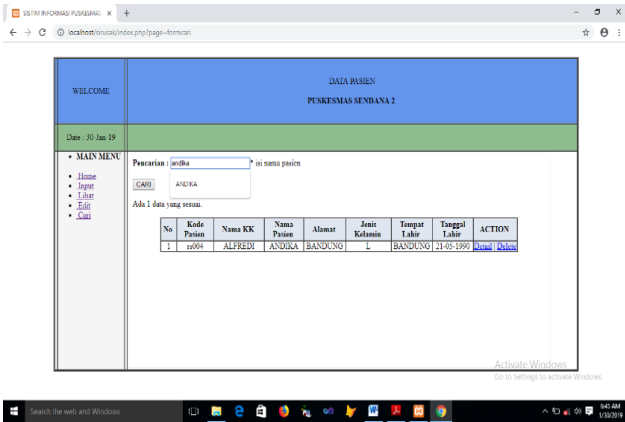 SISTIM INFORMASI PUSKESMAS
localhost/sirusak/index.php?page=formcari
WELCOME
DATA PASIEN
PUSKESMAS SENDANA 2
Date : 30-Jan-19
MAIN MENU
Home
Input
Lihat
Edit
Cari
Pencarian : andika * isi nama pasien
CARI
ANDIKA
Ada 1 data yang sesuai.
No Kode Pasien Nama KK Nama Pasien Alamat Jenis Kelamin Tempat Lahir Tanggal Lahir ACTION
1 rs004 ALFREDI ANDIKA BANDUNG L BANDUNG 21-05-1990 Detail | Delete
Activate Windows
Go to Settings to activate Windows.
Search the web and Windows
6:45 AM
1/30/2019